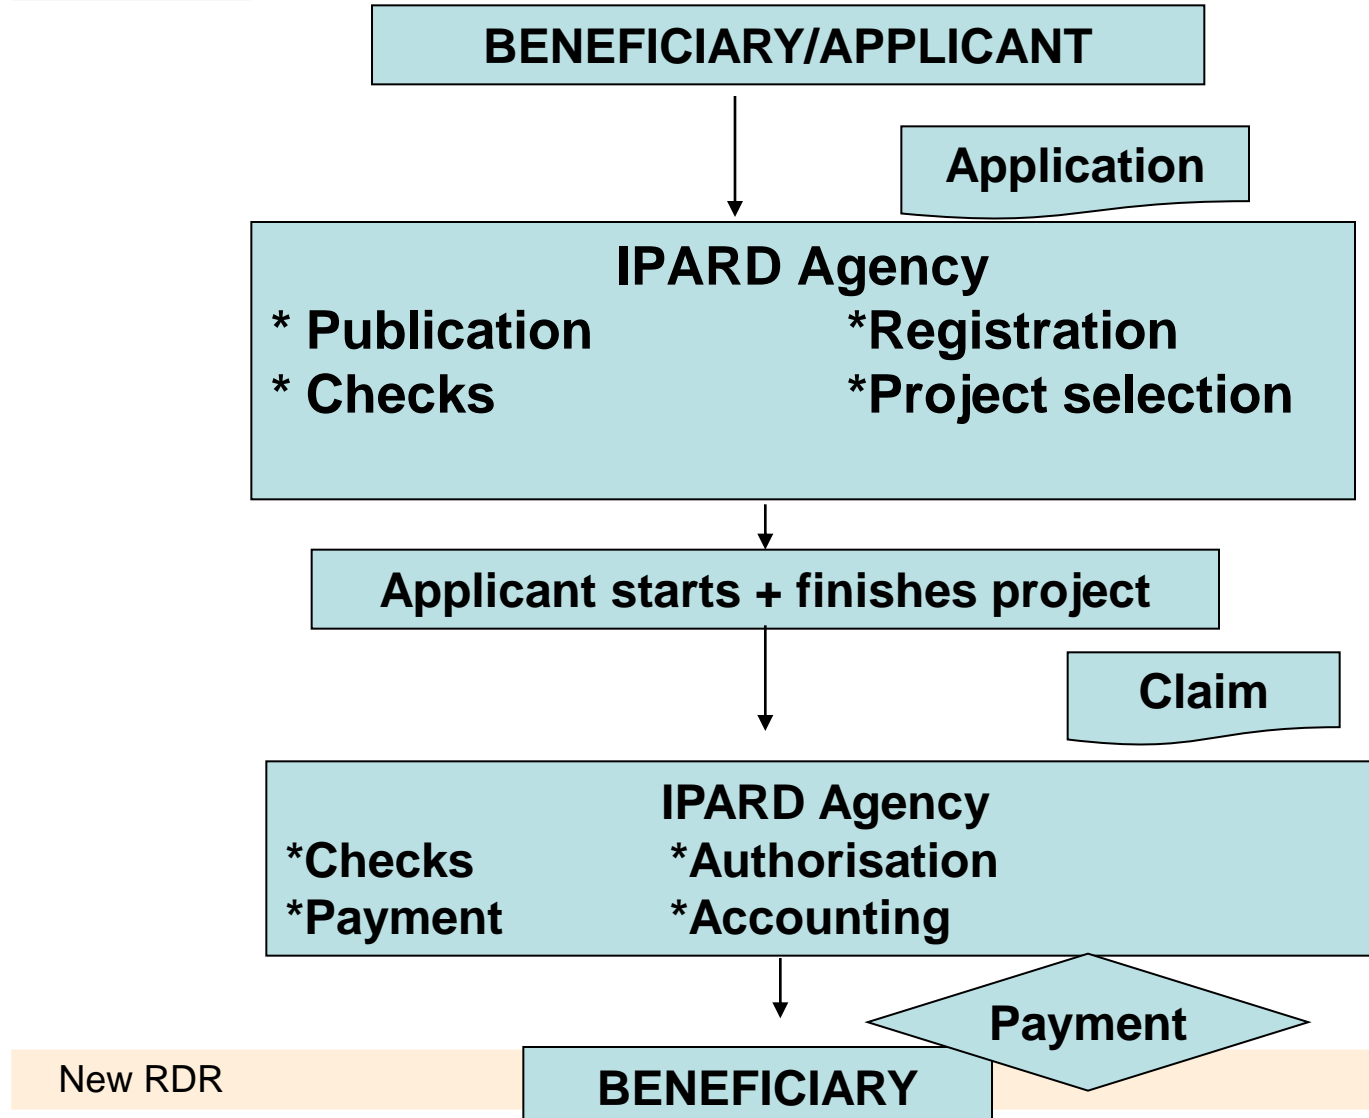 BENEFICIARY/APPLICANT
Application
IPARD Agency
* Publication *Registration
* Checks *Project selection
Applicant starts + finishes project
Claim
IPARD Agency
*Checks *Authorisation
*Payment *Accounting
Payment
New RDR
BENEFICIARY